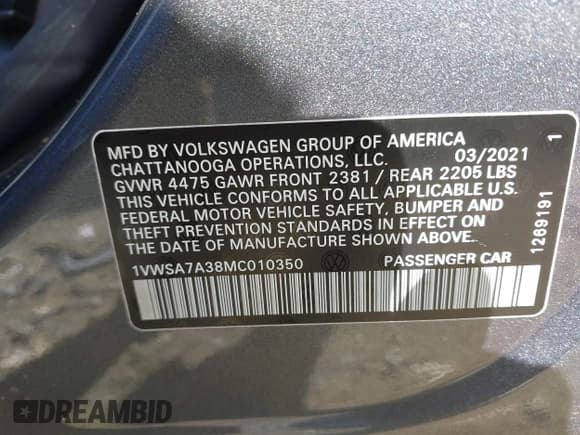 MFD BY VOLKSWAGEN GROUP OF AMERICA
CHATTANOOGA OPERATIONS, LLC. 03/2021
GVWR 4475 GAWR FRONT 2381 / REAR 2205 LBS
THIS VEHICLE CONFORMS TO ALL APPLICABLE U.S.
FEDERAL MOTOR VEHICLE SAFETY, BUMPER AND
THEFT PREVENTION STANDARDS IN EFFECT ON
THE DATE OF MANUFACTURE SHOWN ABOVE.
1VWSA7A38MC010350 PASSENGER CAR
1269191 1
DREAMBID